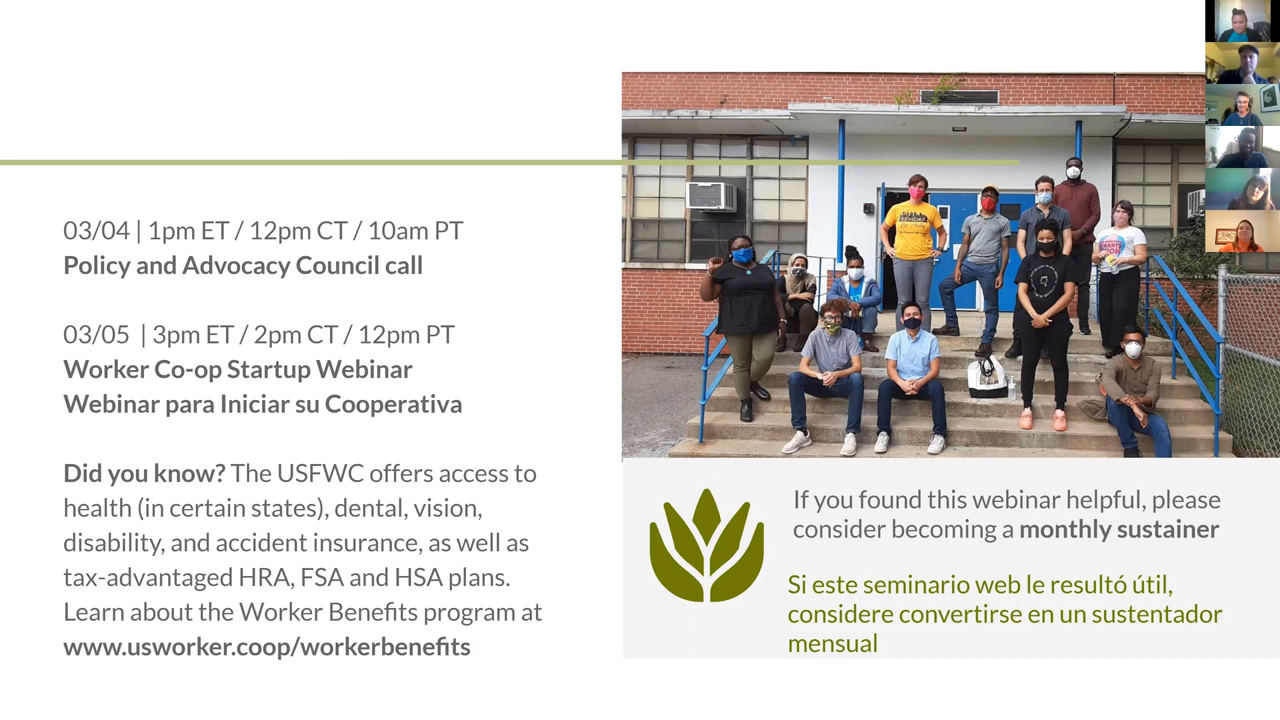 03/04 | 1pm ET / 12pm CT / 10am PT
Policy and Advocacy Council call
03/05 | 3pm ET / 2pm CT / 12pm PT
Worker Co-op Startup Webinar
Webinar para Iniciar su Cooperativa
Did you know? The USFWC offers access to
health (in certain states), dental, vision,
disability, and accident insurance, as well as
tax-advantaged HRA, FSA and HSA plans.
Learn about the Worker Benefits program at
www.usworker.coop/workerbenefits
If you found this webinar helpful, please
consider becoming a monthly sustainer
Si este seminario web le resultó útil,
considere convertirse en un sustentador
mensual